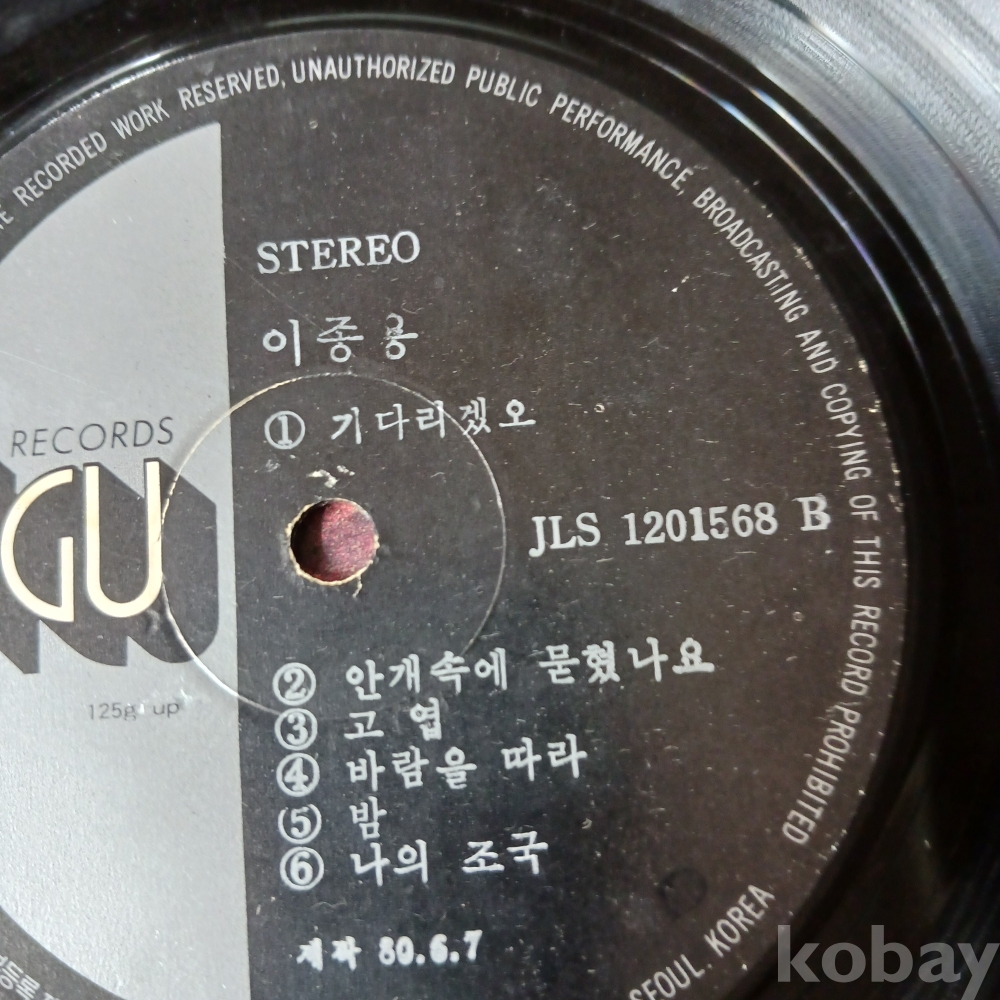 RECORDED WORK RESERVED, UNAUTHORIZED PUBLIC PERFORMANCE, BROADCASTING AND COPYING OF THIS RECORD PROHIBITED
STEREO
이종용
① 기다리겠오
RECORDS
GU
JLS 1201568 B
② 안개속에 묻혔나요
125g up
③ 고엽
④ 바람을 따라
⑤ 밤
⑥ 나의 조국
제작 80.6.7
SEOUL. KOREA
kobay